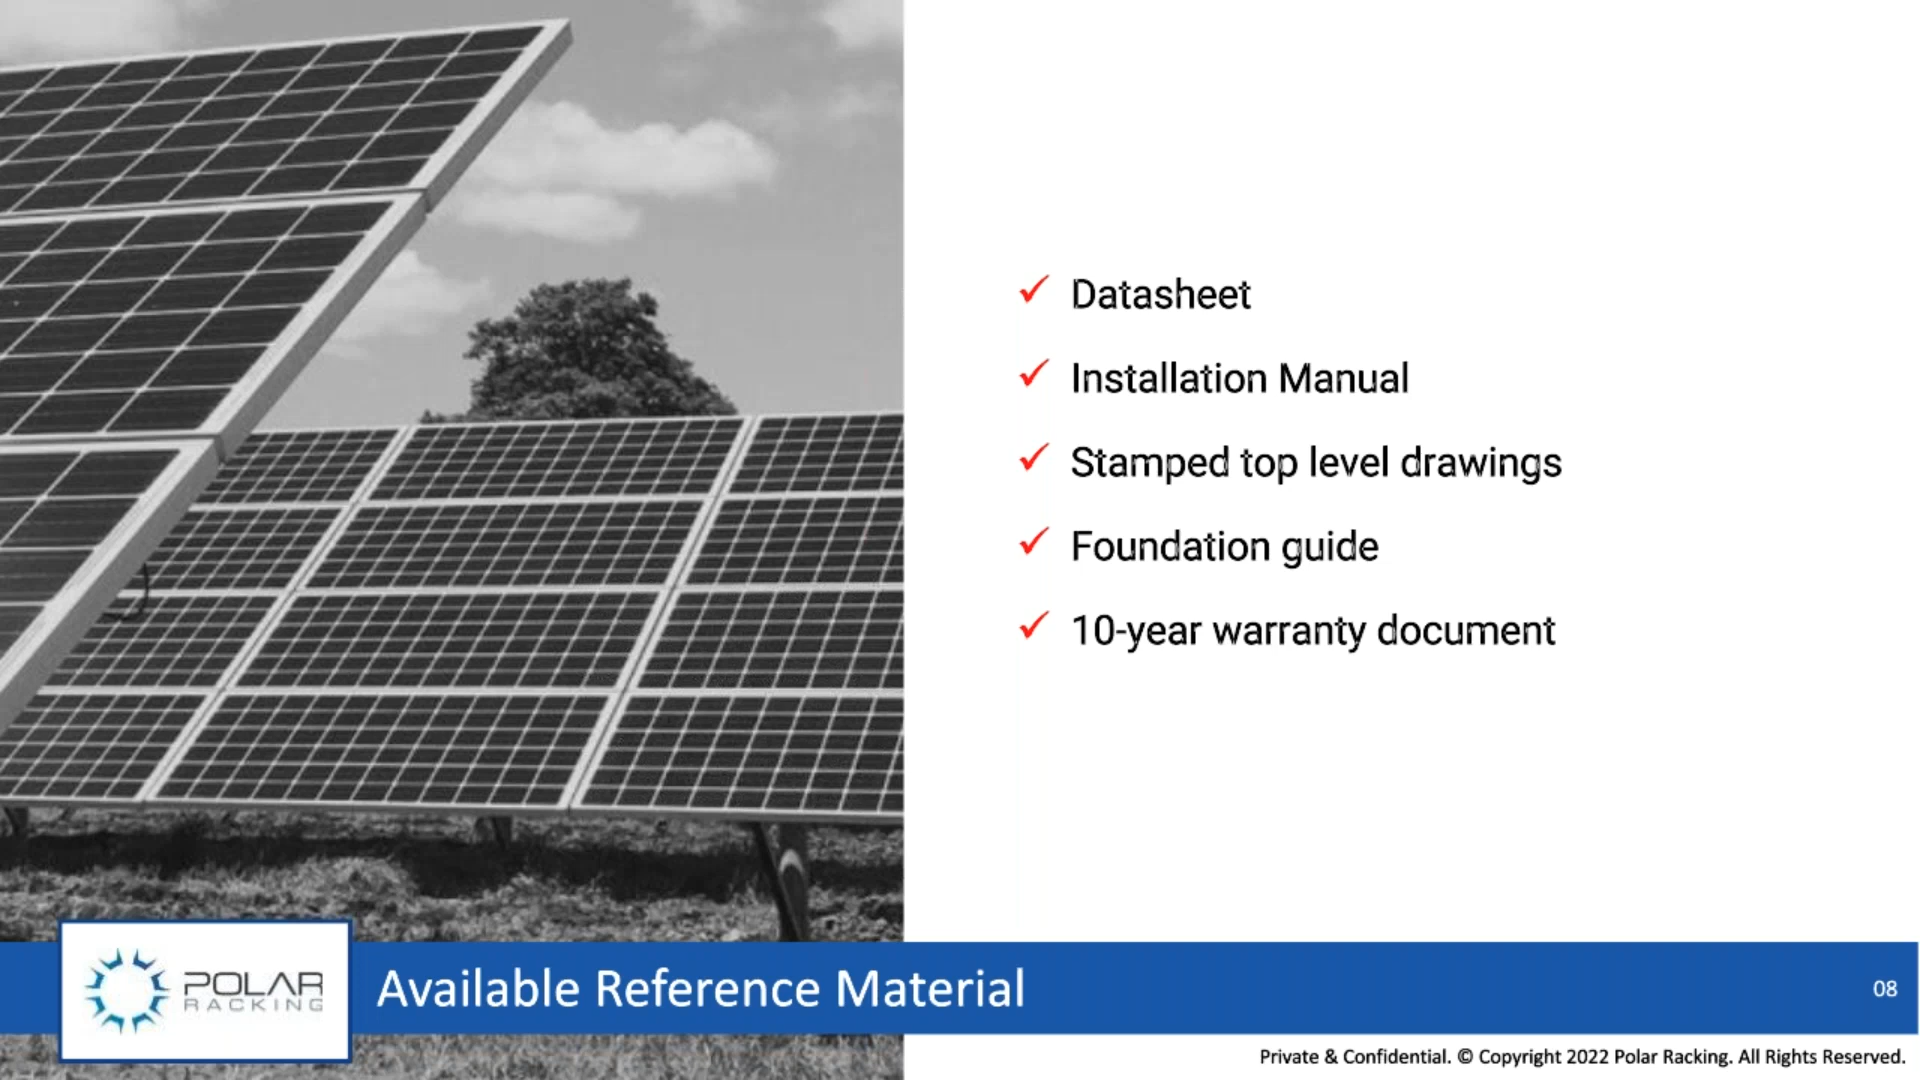 Datasheet
Installation Manual
Stamped top level drawings
Foundation guide
10-year warranty document
POLAR
RACKING
Available Reference Material
08
Private & Confidential. © Copyright 2022 Polar Racking. All Rights Reserved.